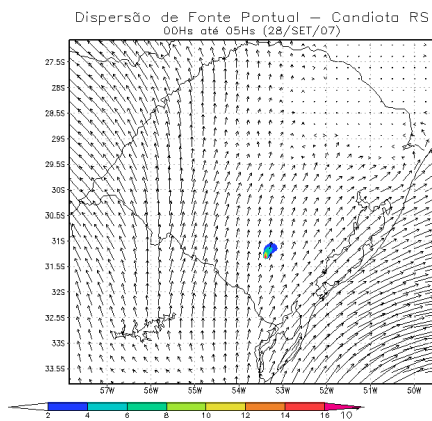 Dispersão de Fonte Pontual – Candiota RS
00Hs até 05Hs (28/SET/07)
27.5S
28S
28.5S
29S
29.5S
30S
30.5S
31S
31.5S
32S
32.5S
33S
33.5S
57W 56W 55W 54W 53W 52W 51W 50W
2 4 6 8 10 12 14 16 10